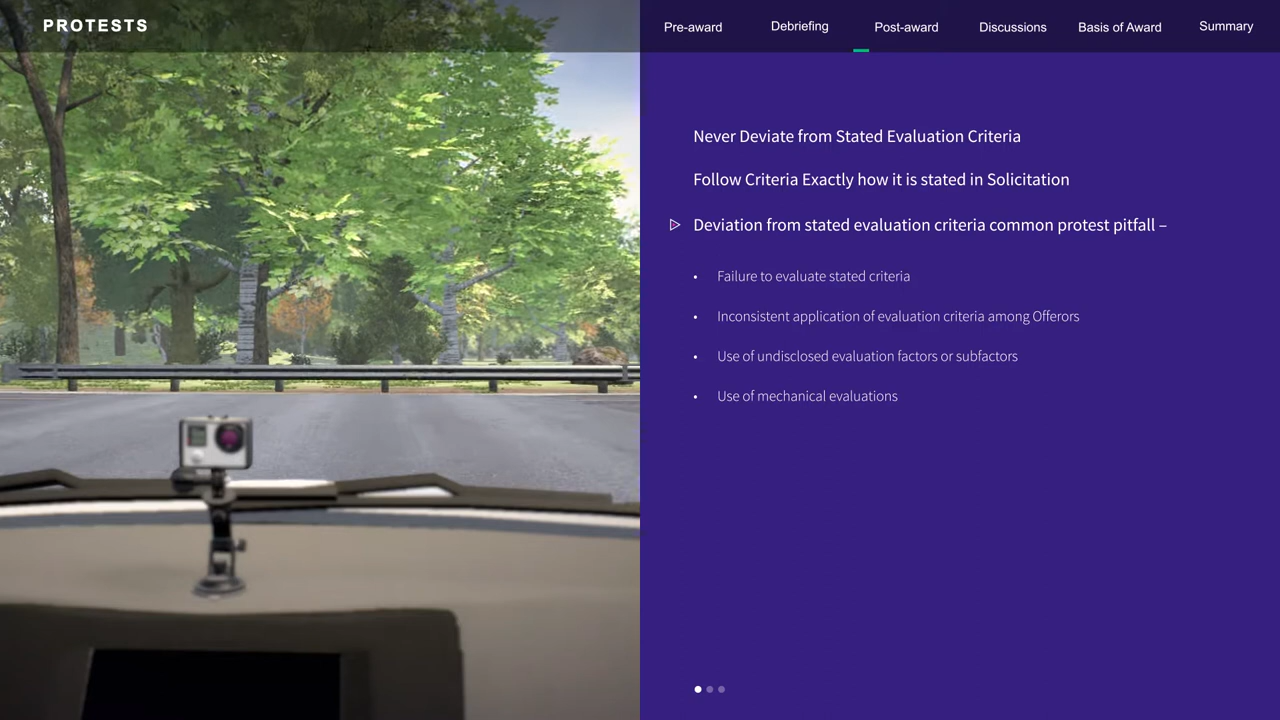 PROTESTS
Pre-award
Debriefing
Post-award
Discussions
Basis of Award
Summary
Never Deviate from Stated Evaluation Criteria
Follow Criteria Exactly how it is stated in Solicitation
Deviation from stated evaluation criteria common protest pitfall –
• Failure to evaluate stated criteria
• Inconsistent application of evaluation criteria among Offerors
• Use of undisclosed evaluation factors or subfactors
• Use of mechanical evaluations